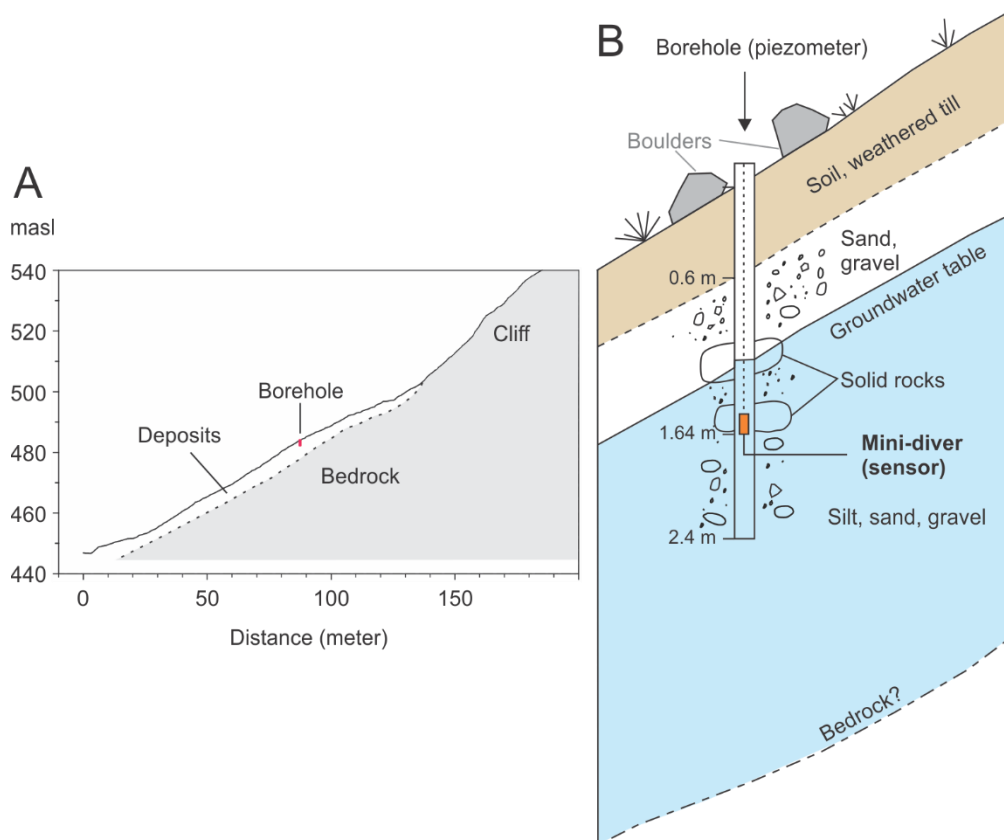 A
masl
540
520
500
480
460
440
0
50
100
150
Distance (meter)
Cliff
Borehole
Deposits
Bedrock
B
Borehole (piezometer)
Boulders
Soil, weathered till
Sand,
gravel
0.6 m
Groundwater table
Solid rocks
1.64 m
Mini-diver
(sensor)
Silt, sand, gravel
2.4 m
Bedrock?